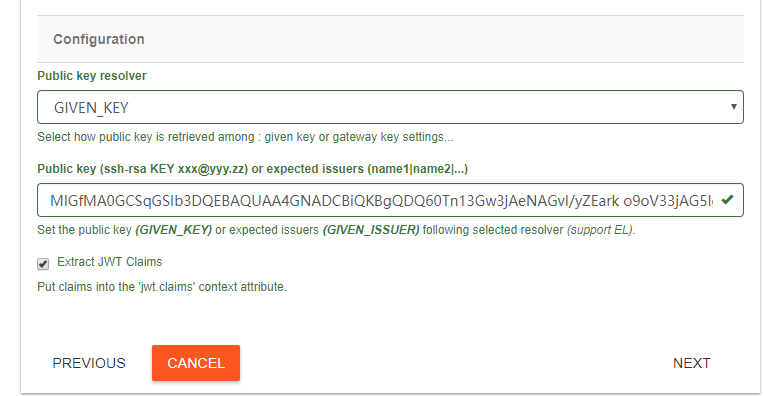 Configuration
Public key resolver
GIVEN_KEY
Select how public key is retrieved among : given key or gateway key settings...
Public key (ssh-rsa KEY xxx@yyy.zz) or expected issuers (name1|name2|...)
MIGfMA0GCSqGSIb3DQEBAQUAA4GNADCBiQKBgQDQ60Tn13Gw3jAeNAGvI/yZEark o9oV33jAG5I
Set the public key (GIVEN_KEY) or expected issuers (GIVEN_ISSUER) following selected resolver (support EL).
Extract JWT Claims
Put claims into the 'jwt.claims' context attribute.
PREVIOUS
CANCEL
NEXT